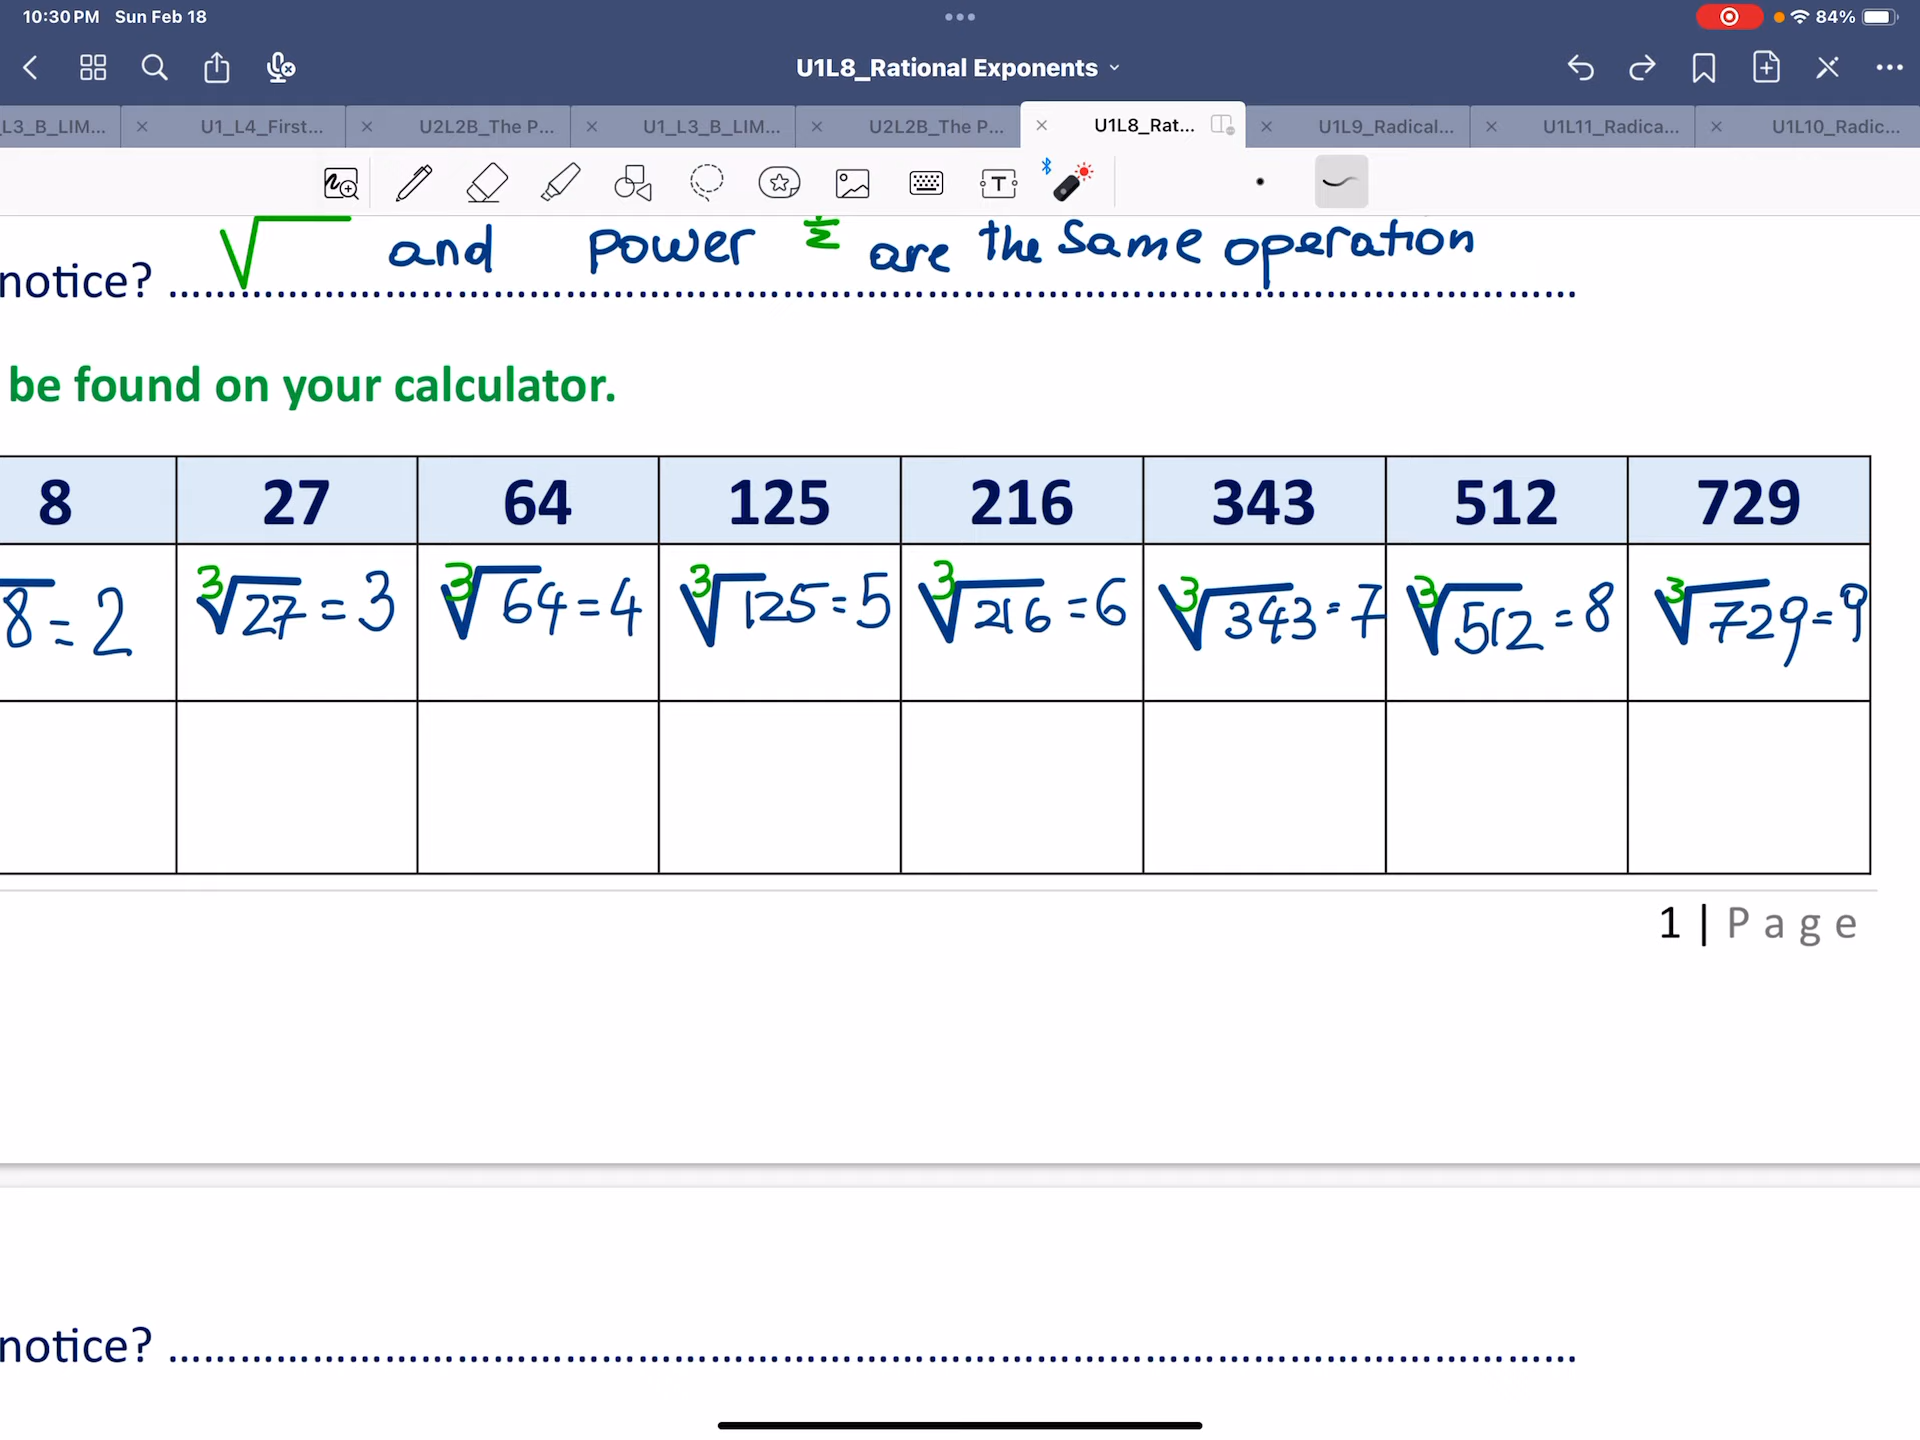 10:30 PM Sun Feb 18
84%
U1L8_Rational Exponents
_L3_B_LIM...
U1_L4_First...
U2L2B_The P...
U1_L3_B_LIM...
U2L2B_The P...
U1L8_Rat...
U1L9_Radical...
U1L11_Radica...
U1L10_Radic...
√ and power ½ are the same operation
notice? ................................................................
be found on your calculator.
8 27 64 125 216 343 512 729
8 = 2 ∛27 = 3 ∛64 = 4 ∛125 = 5 ∛216 = 6 ∛343 = 7 ∛512 = 8 ∛729 = 9
1 | Page
notice? ................................................................